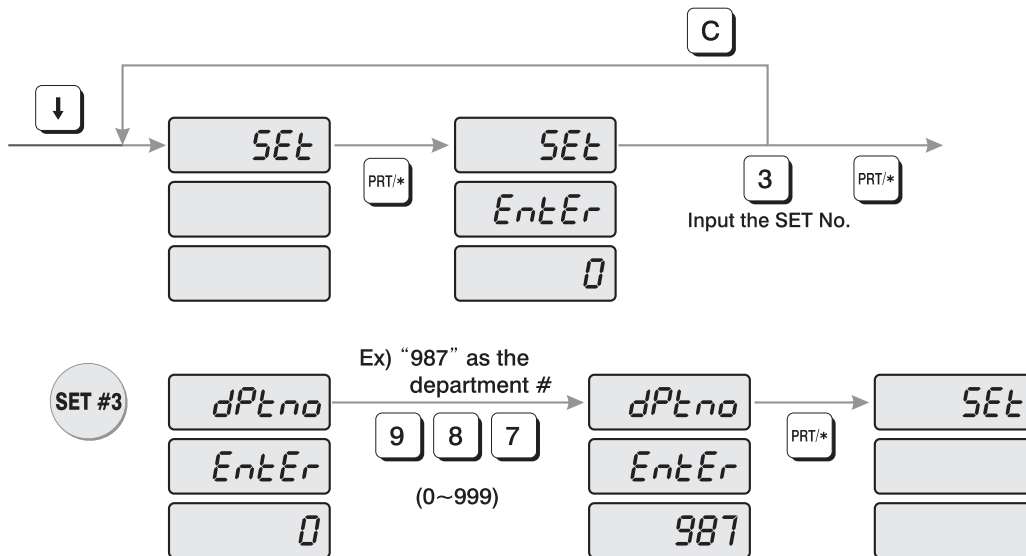 C
↓
SEt
PRT/*
SEt
EntEr
0
3
PRT/*
Input the SET No.
SET #3
dPtno
EntEr
0
Ex) “987” as the
department #
9 8 7
(0~999)
dPtno
EntEr
987
PRT/*
SEt